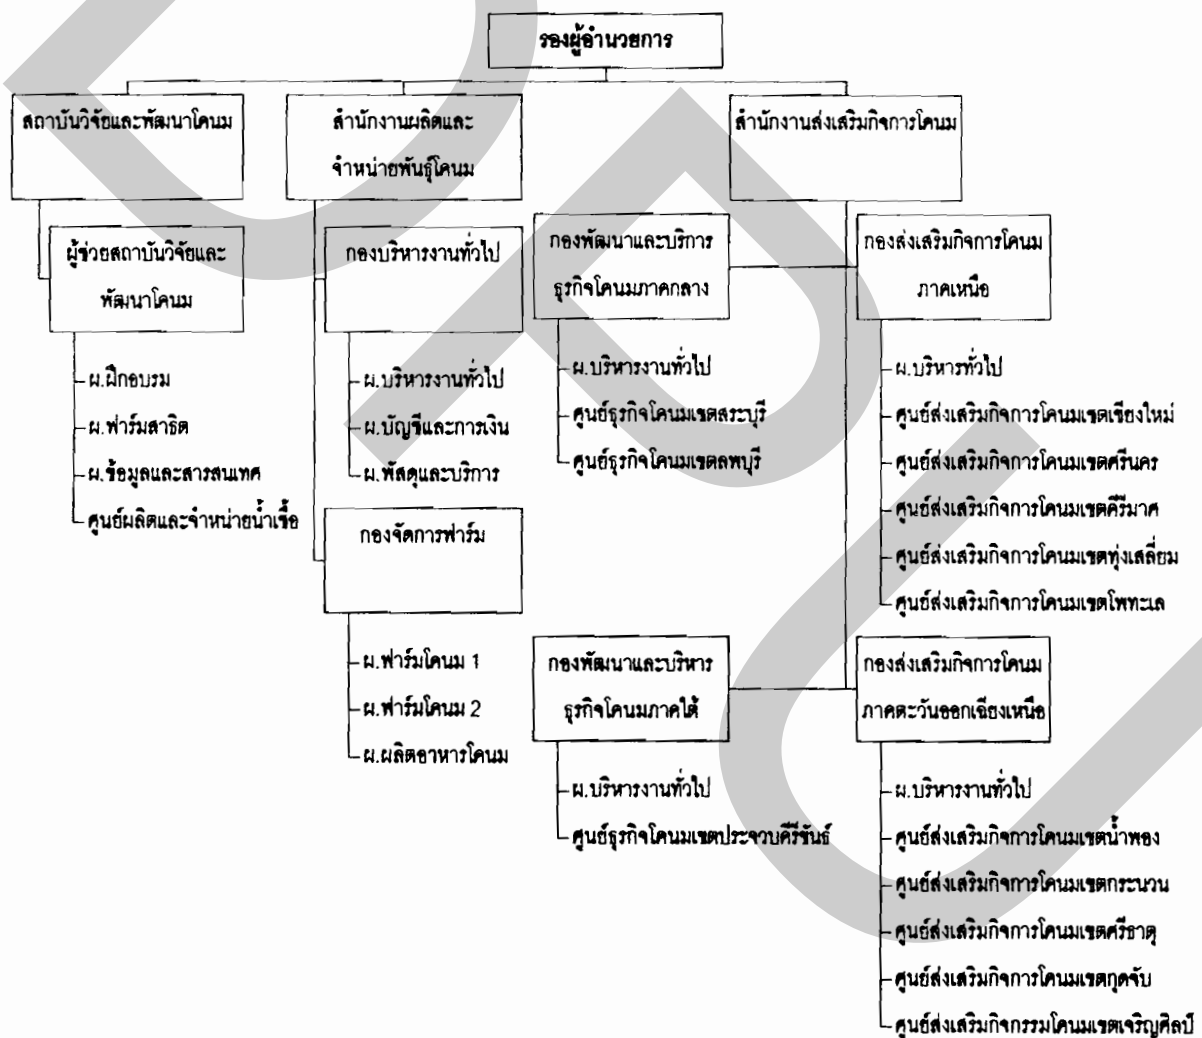 รองผู้อำนวยการ
สถาบันวิจัยและพัฒนาโคนม
สำนักงานผลิตและ
จำหน่ายพันธุ์โคนม
สำนักงานส่งเสริมกิจการโคนม
ผู้ช่วยสถาบันวิจัยและ
พัฒนาโคนม
ผ.ฝึกอบรม
ผ.ฟาร์มสาธิต
ผ.ข้อมูลและสารสนเทศ
ศูนย์ผลิตและจำหน่ายน้ำเชื้อ
กองบริหารงานทั่วไป
ผ.บริหารงานทั่วไป
ผ.บัญชีและการเงิน
ผ.พัสดุและบริการ
กองจัดการฟาร์ม
ผ.ฟาร์มโคนม 1
ผ.ฟาร์มโคนม 2
ผ.ผลิตอาหารโคนม
กองพัฒนาและบริการ
ธุรกิจโคนมภาคกลาง
ผ.บริหารงานทั่วไป
ศูนย์ธุรกิจโคนมเขตสระบุรี
ศูนย์ธุรกิจโคนมเขตลพบุรี
กองส่งเสริมกิจการโคนม
ภาคเหนือ
ผ.บริหารทั่วไป
ศูนย์ส่งเสริมกิจการโคนมเขตเชียงใหม่
ศูนย์ส่งเสริมกิจการโคนมเขตศรีนคร
ศูนย์ส่งเสริมกิจการโคนมเขตคีรีมาศ
ศูนย์ส่งเสริมกิจการโคนมเขตทุ่งเสลี่ยม
ศูนย์ส่งเสริมกิจการโคนมเขตโพทะเล
กองพัฒนาและบริหาร
ธุรกิจโคนมภาคใต้
ผ.บริหารงานทั่วไป
ศูนย์ธุรกิจโคนมเขตประจวบคีรีขันธ์
กองส่งเสริมกิจการโคนม
ภาคตะวันออกเฉียงเหนือ
ผ.บริหารงานทั่วไป
ศูนย์ส่งเสริมกิจการโคนมเขตน้ำพอง
ศูนย์ส่งเสริมกิจการโคนมเขตกระนวน
ศูนย์ส่งเสริมกิจการโคนมเขตศรีธาตุ
ศูนย์ส่งเสริมกิจการโคนมเขตกุดจับ
ศูนย์ส่งเสริมกิจกรรมโคนมเขตเจริญศิลป์